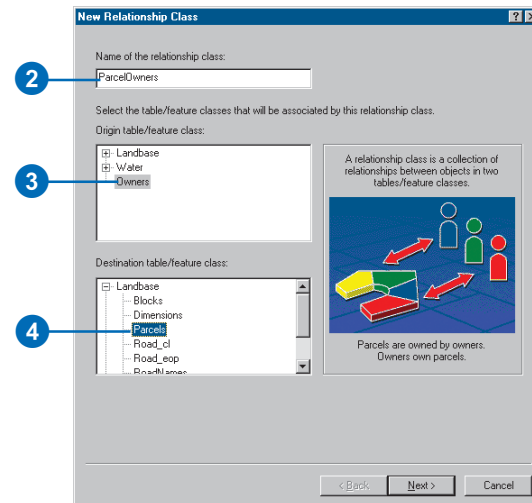 New Relationship Class
Name of the relationship class:
2
ParcelOwners
Select the table/feature classes that will be associated by this relationship class.
Origin table/feature class:
Landbase
Water
3
Owners
A relationship class is a collection of
relationships between objects in two
tables/feature classes.
Destination table/feature class:
Landbase
Blocks
Dimensions
4
Parcels
Road_cl
Road_eop
RoadNames
Parcels are owned by owners.
Owners own parcels.
< Back
Next >
Cancel